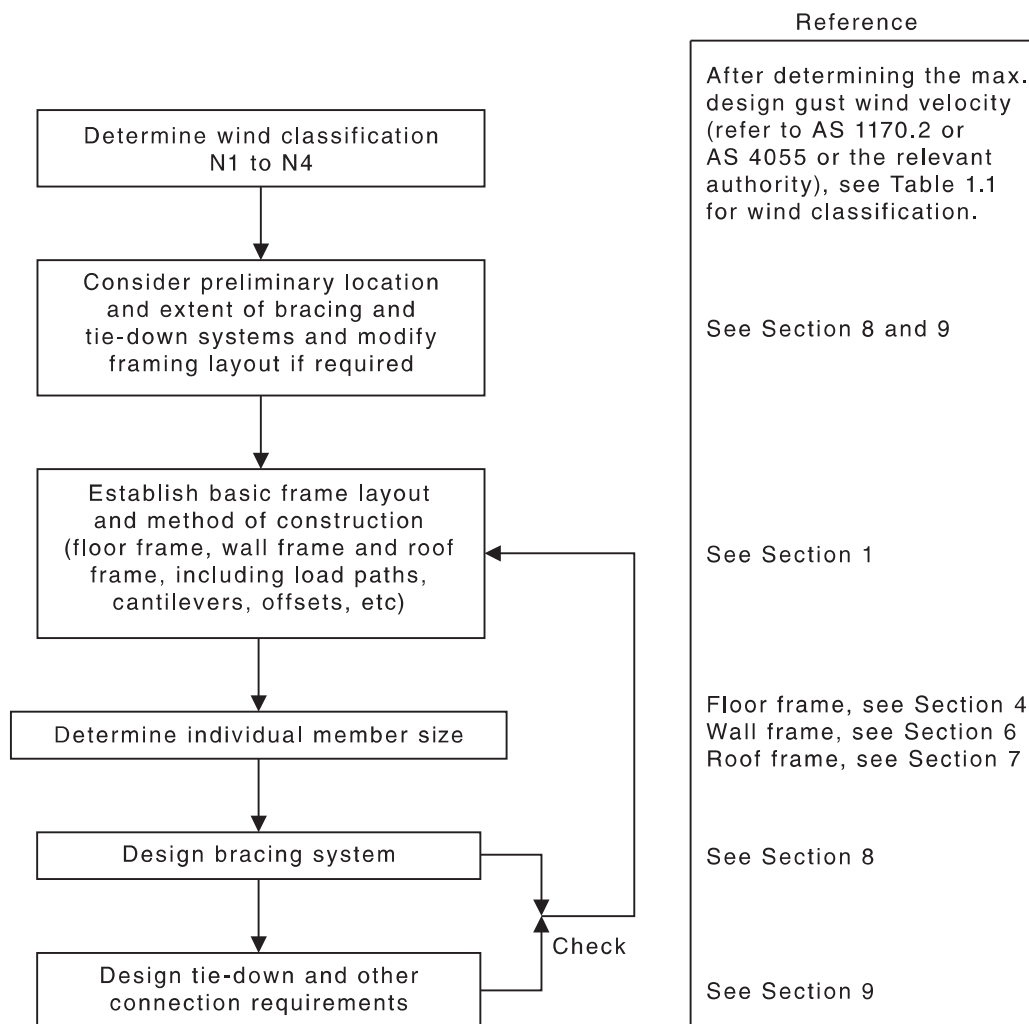 Reference
Determine wind classification
N1 to N4
After determining the max.
design gust wind velocity
(refer to AS 1170.2 or
AS 4055 or the relevant
authority), see Table 1.1
for wind classification.
Consider preliminary location
and extent of bracing and
tie-down systems and modify
framing layout if required
See Section 8 and 9
Establish basic frame layout
and method of construction
(floor frame, wall frame and roof
frame, including load paths,
cantilevers, offsets, etc)
See Section 1
Determine individual member size
Floor frame, see Section 4
Wall frame, see Section 6
Roof frame, see Section 7
Design bracing system
See Section 8
Check
Design tie-down and other
connection requirements
See Section 9